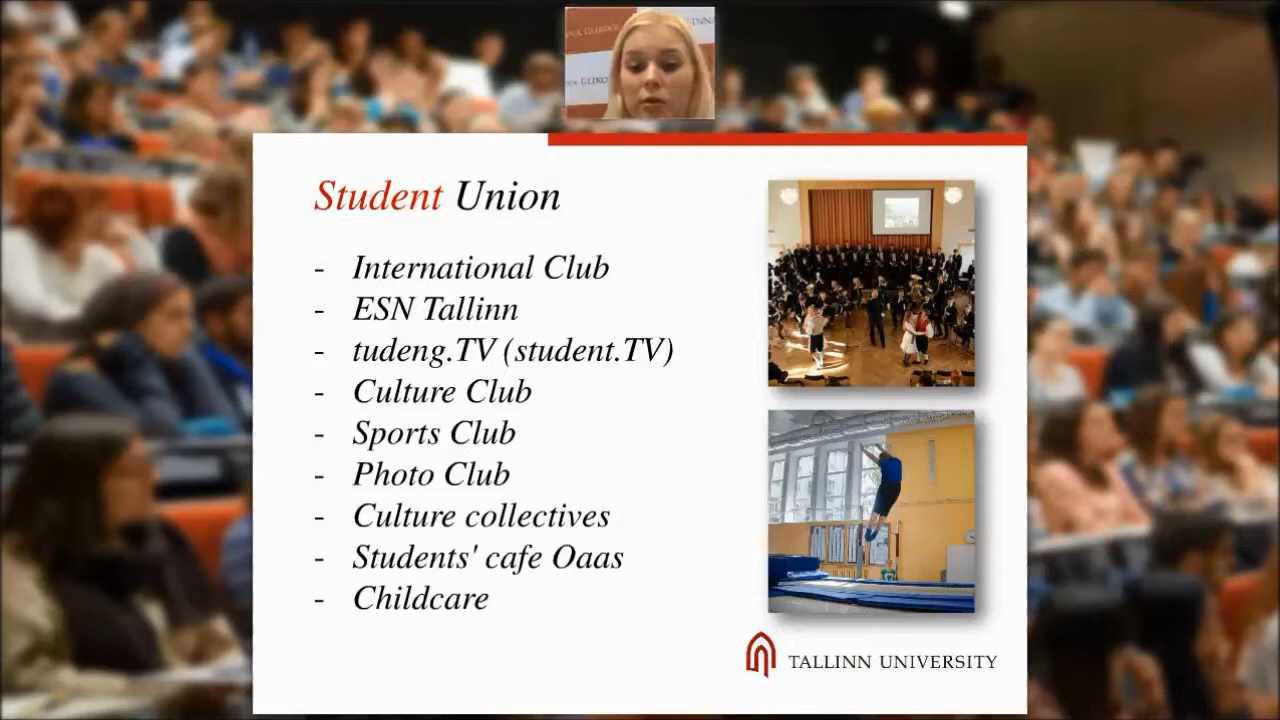 Student Union
- International Club
- ESN Tallinn
- tudeng.TV (student.TV)
- Culture Club
- Sports Club
- Photo Club
- Culture collectives
- Students' cafe Oaas
- Childcare
TALLINN UNIVERSITY